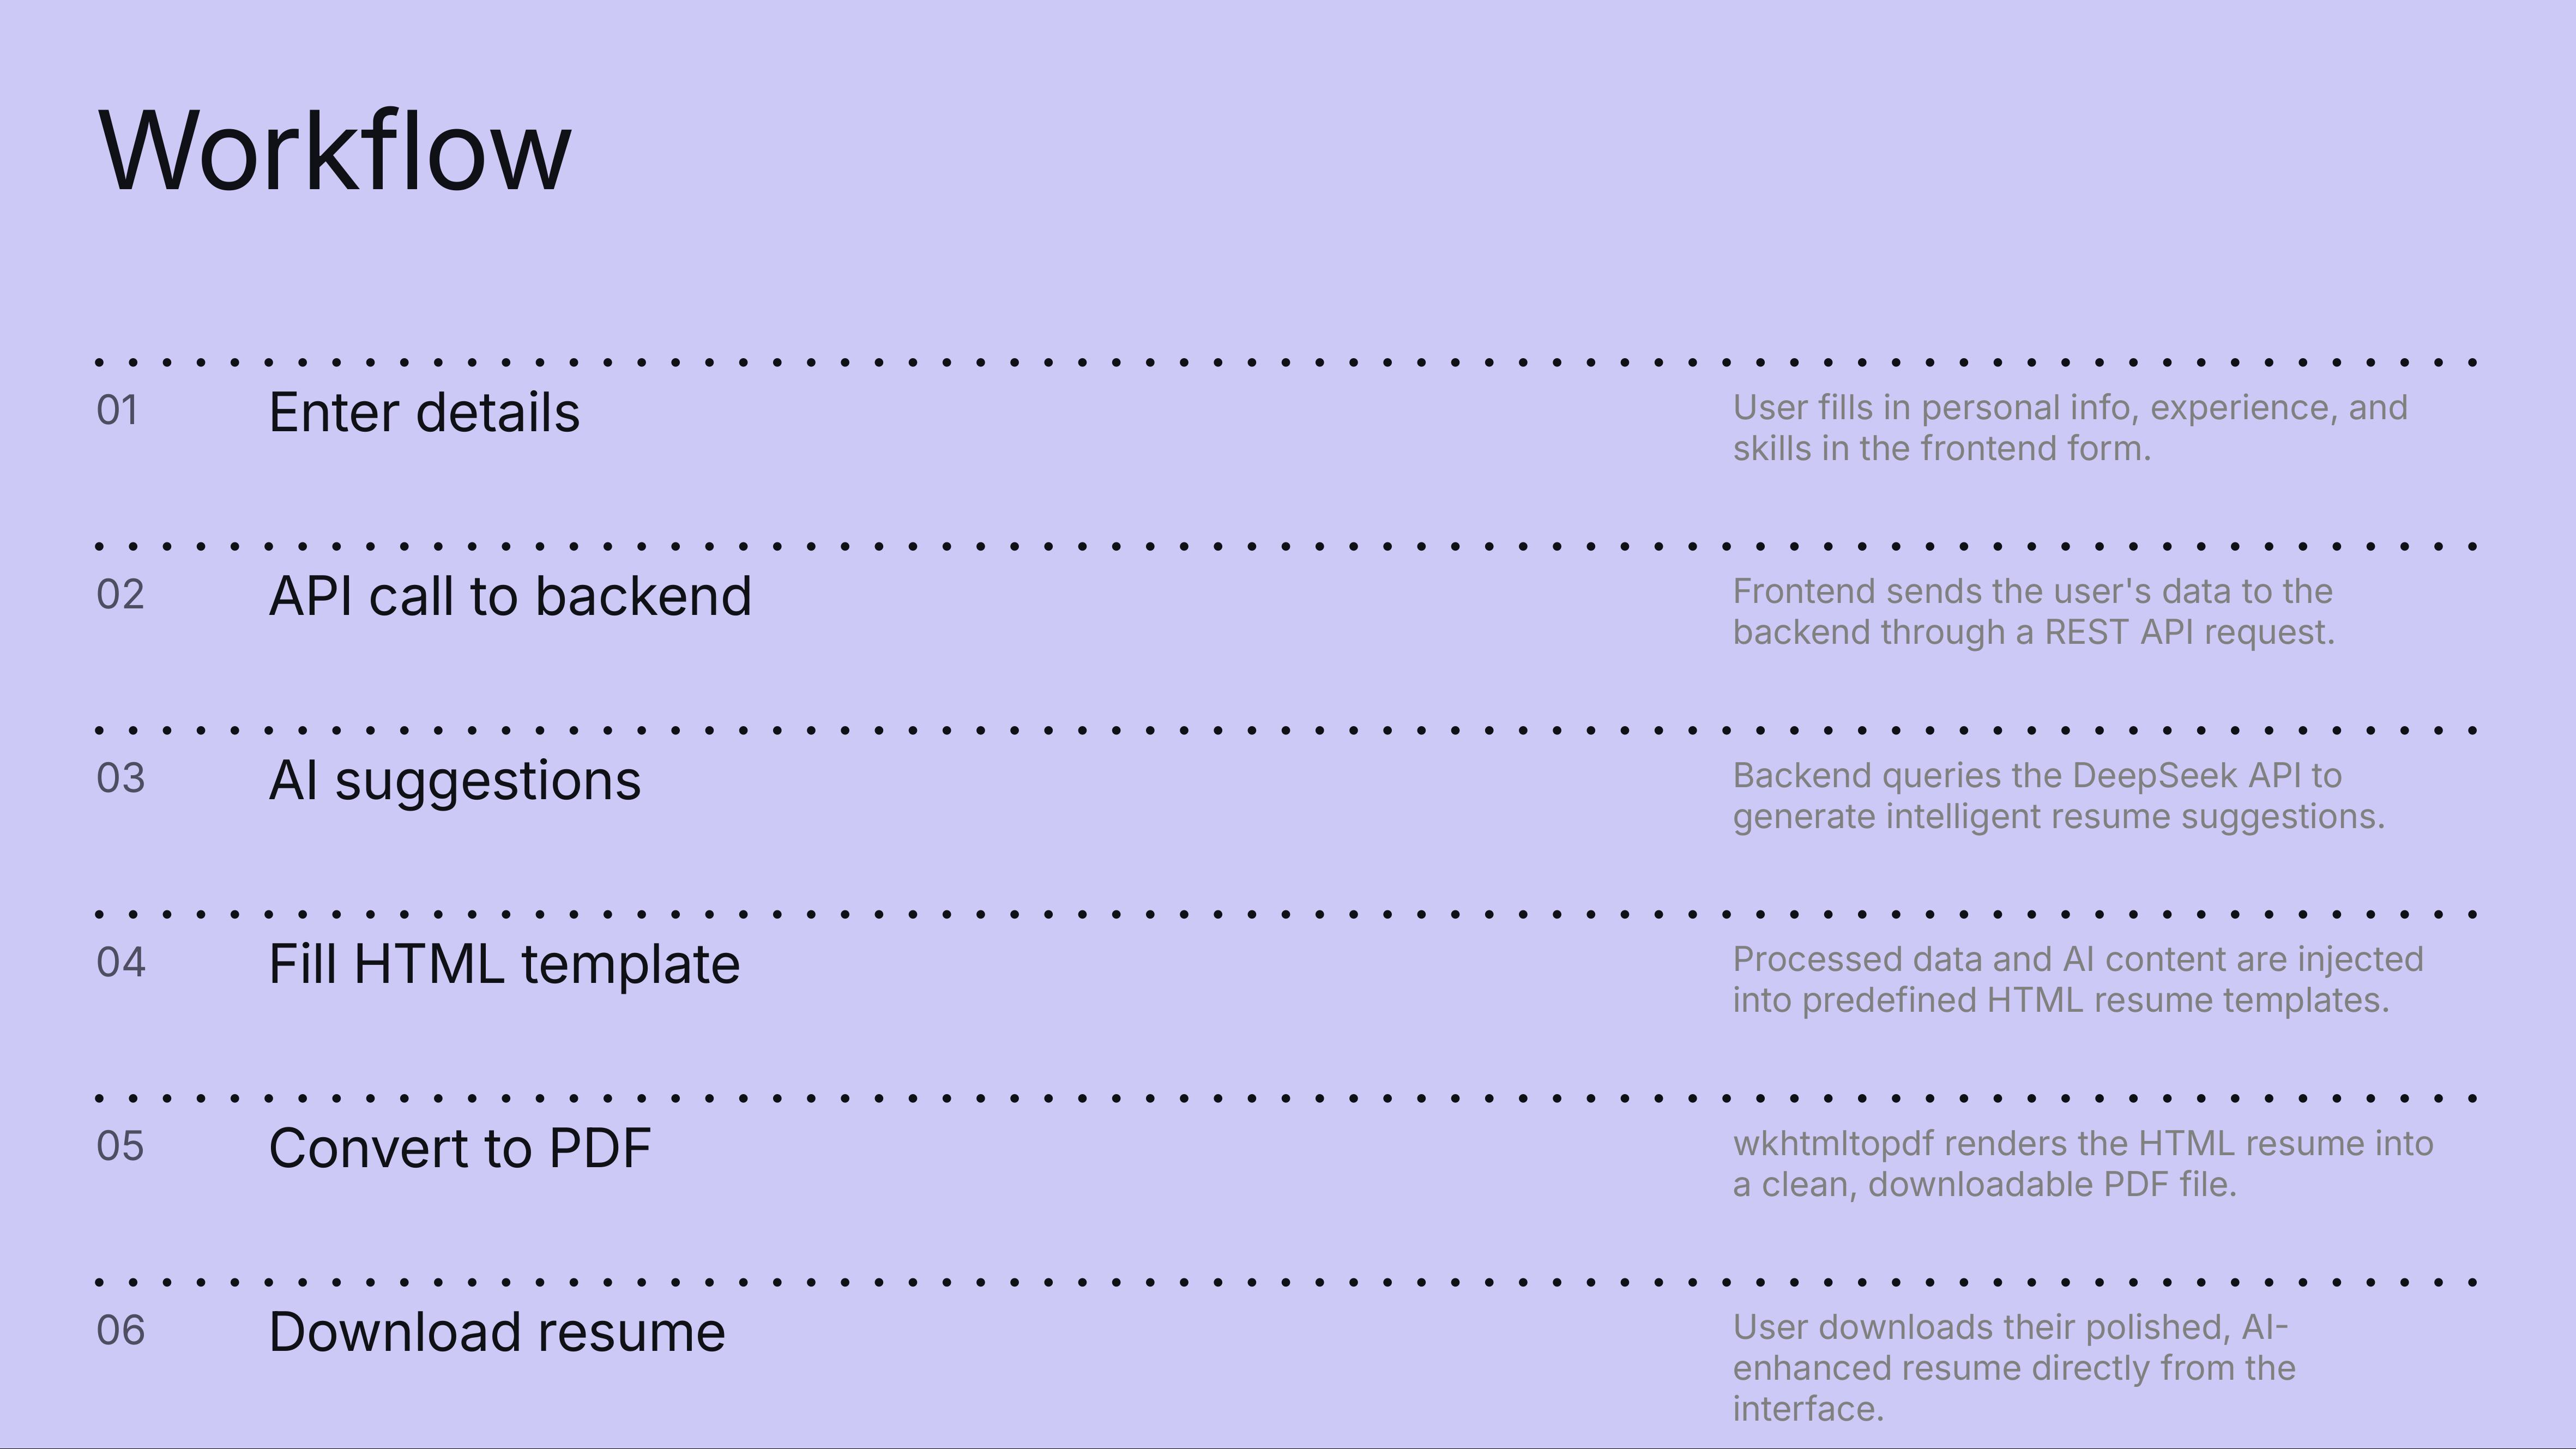 Workflow
01
Enter details
User fills in personal info, experience, and
skills in the frontend form.
02
API call to backend
Frontend sends the user's data to the
backend through a REST API request.
03
AI suggestions
Backend queries the DeepSeek API to
generate intelligent resume suggestions.
04
Fill HTML template
Processed data and AI content are injected
into predefined HTML resume templates.
05
Convert to PDF
wkhtmltopdf renders the HTML resume into
a clean, downloadable PDF file.
06
Download resume
User downloads their polished, AI-
enhanced resume directly from the
interface.